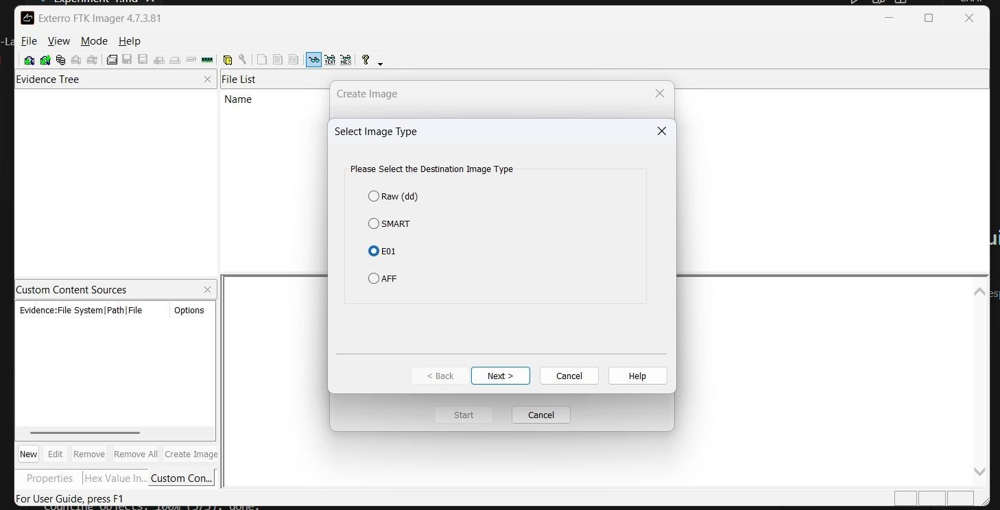 Exterro FTK Imager 4.7.3.81
File View Mode Help
TEXT HEX ?
Evidence Tree
File List
Name
Create Image
Select Image Type
Please Select the Destination Image Type
Raw (dd)
SMART
E01
AFF
< Back Next > Cancel Help
Start Cancel
Custom Content Sources
Evidence:File System|Path|File Options
New Edit Remove Remove All Create Image
Properties Hex Value In... Custom Con...
For User Guide, press F1